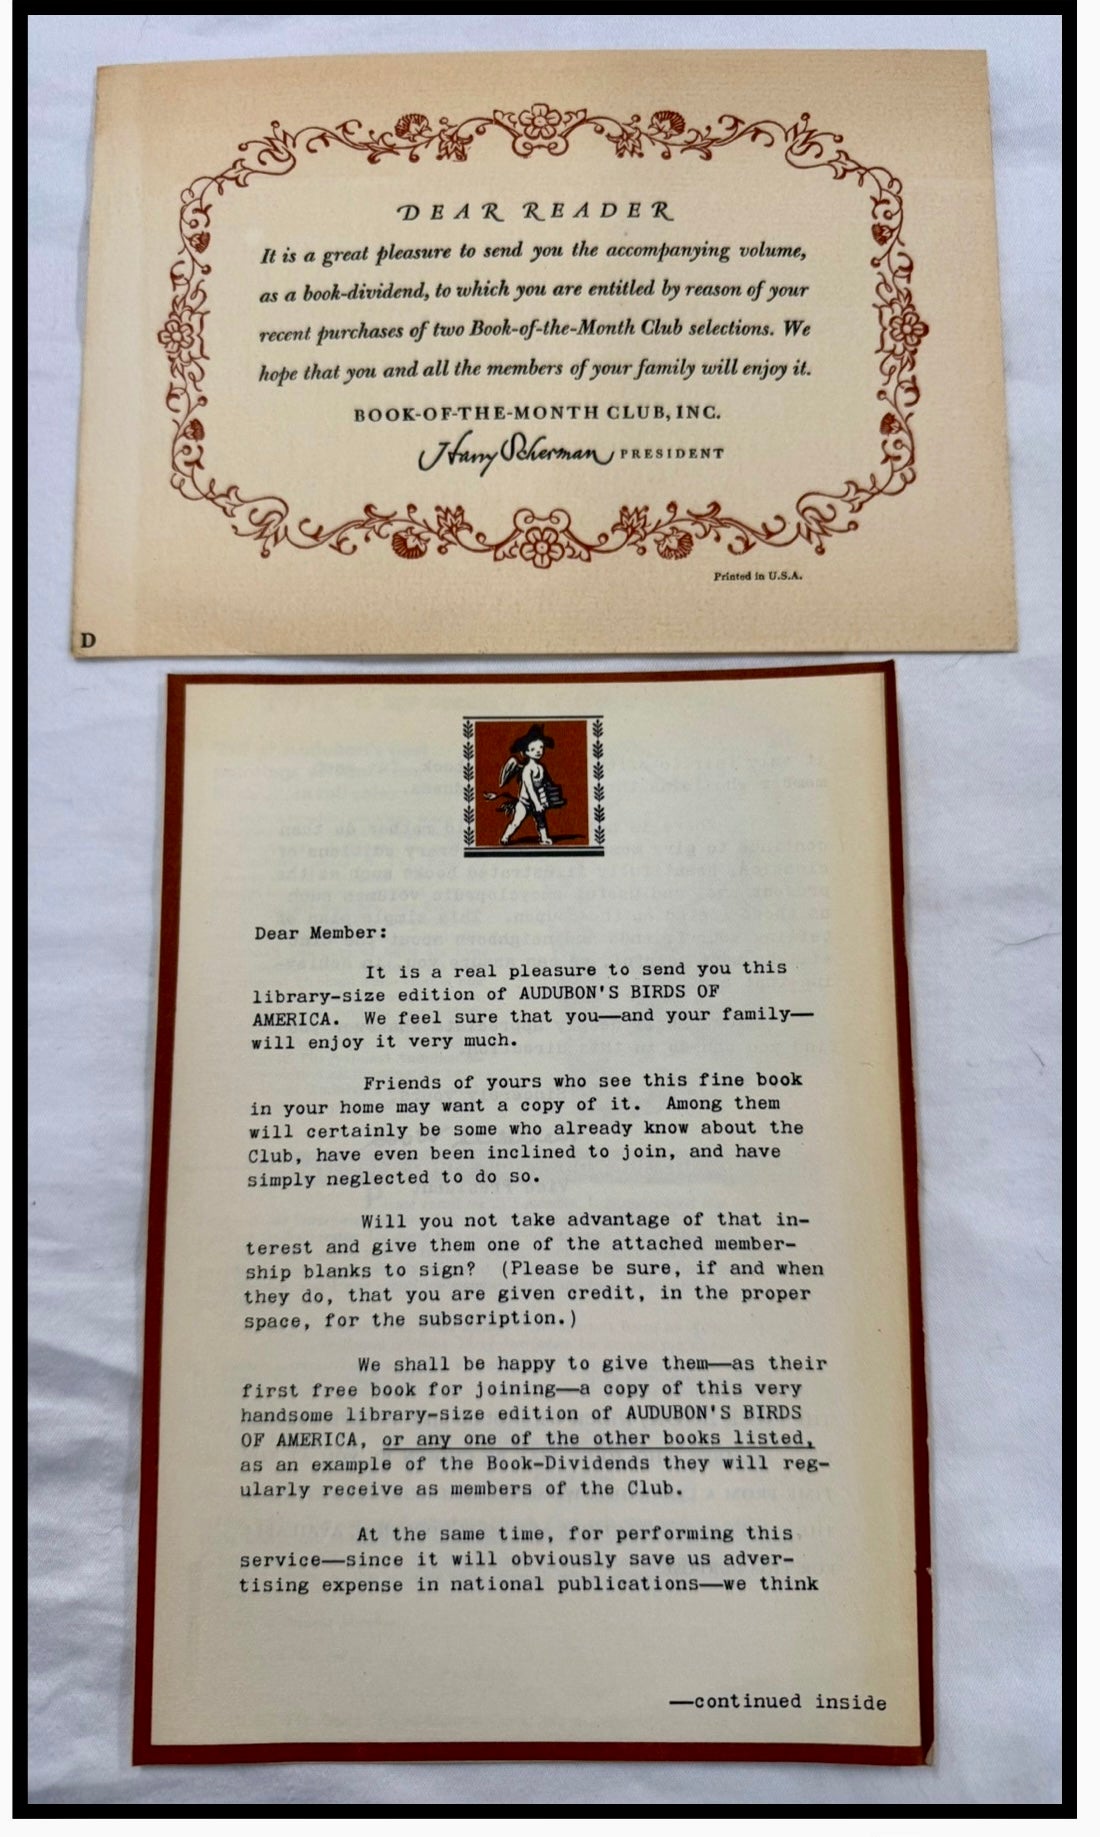 DEAR READER
It is a great pleasure to send you the accompanying volume,
as a book-dividend, to which you are entitled by reason of your
recent purchases of two Book-of-the-Month Club selections. We
hope that you and all the members of your family will enjoy it.
BOOK-OF-THE-MONTH CLUB, INC.
Harry Scherman PRESIDENT
Printed in U.S.A.
D
Dear Member:
It is a real pleasure to send you this
library-size edition of AUDUBON'S BIRDS OF
AMERICA. We feel sure that you—and your family—
will enjoy it very much.
Friends of yours who see this fine book
in your home may want a copy of it. Among them
will certainly be some who already know about the
Club, have even been inclined to join, and have
simply neglected to do so.
Will you not take advantage of that in-
terest and give them one of the attached member-
ship blanks to sign? (Please be sure, if and when
they do, that you are given credit, in the proper
space, for the subscription.)
We shall be happy to give them—as their
first free book for joining—a copy of this very
handsome library-size edition of AUDUBON'S BIRDS
OF AMERICA, or any one of the other books listed,
as an example of the Book-Dividends they will reg-
ularly receive as members of the Club.
At the same time, for performing this
service—since it will obviously save us adver-
tising expense in national publications—we think
—continued inside